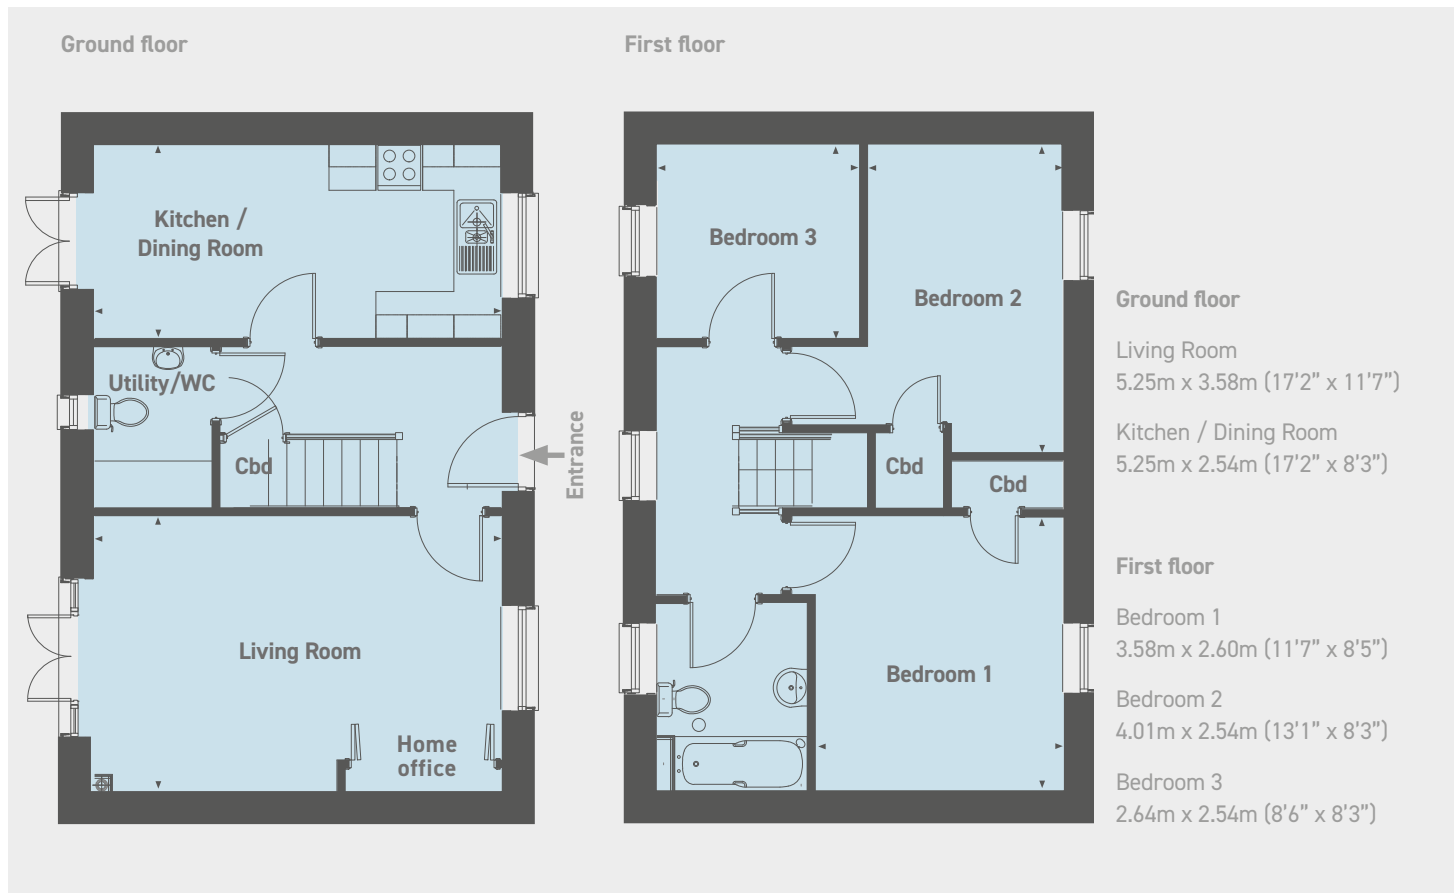 Ground floor
Kitchen /
Dining Room
Utility/WC
Cbd
Entrance
Living Room
Home
office
First floor
Bedroom 3
Bedroom 2
Cbd
Cbd
Bedroom 1
Ground floor
Living Room
5.25m x 3.58m (17’2” x 11’7”)
Kitchen / Dining Room
5.25m x 2.54m (17’2” x 8’3”)
First floor
Bedroom 1
3.58m x 2.60m (11’7” x 8’5”)
Bedroom 2
4.01m x 2.54m (13’1” x 8’3”)
Bedroom 3
2.64m x 2.54m (8’6” x 8’3”)